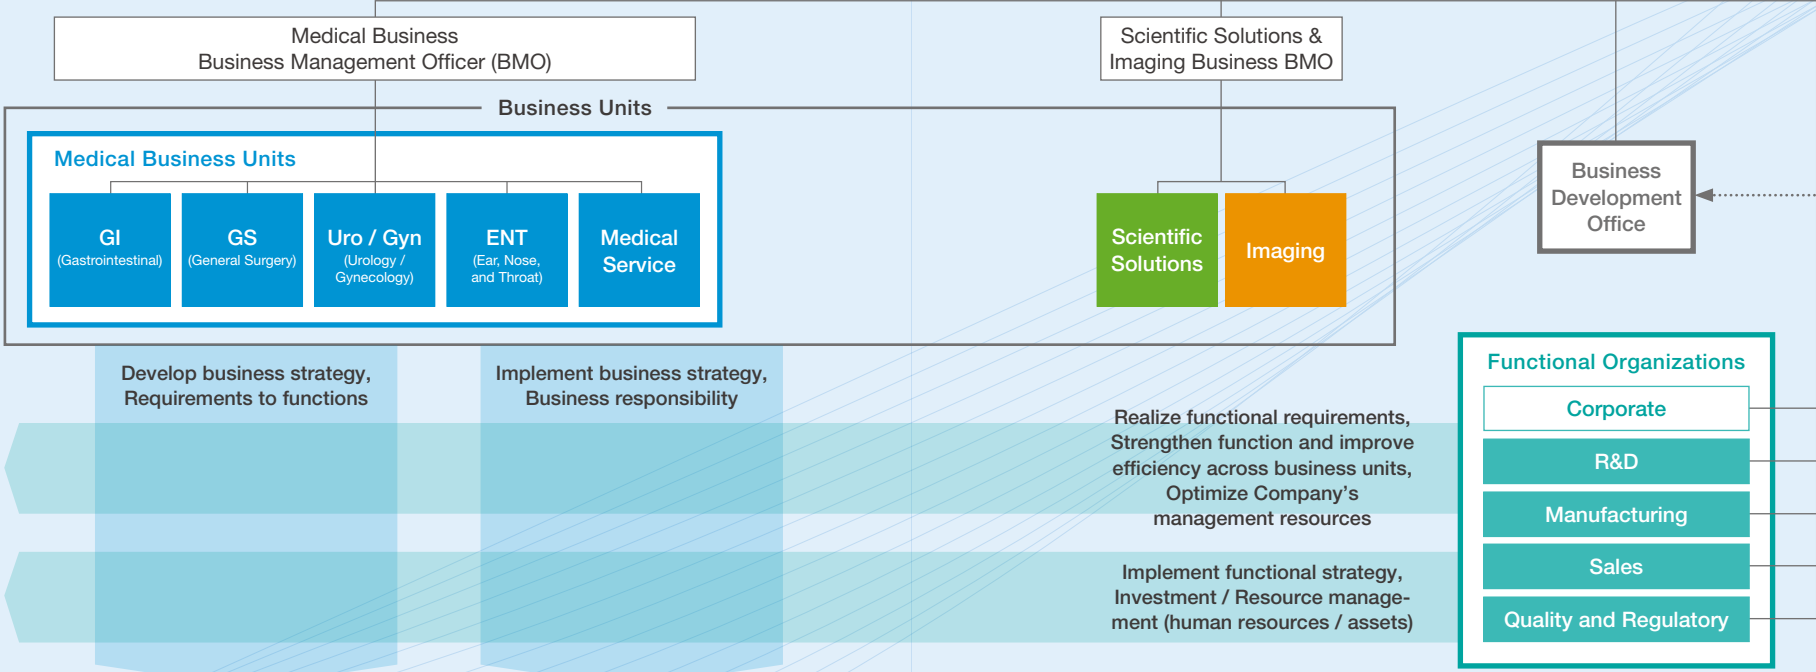 Medical Business
Business Management Officer (BMO)
Scientific Solutions &
Imaging Business BMO
Business Units
Medical Business Units
GI
(Gastrointestinal)
GS
(General Surgery)
Uro / Gyn
(Urology /
Gynecology)
ENT
(Ear, Nose,
and Throat)
Medical
Service
Scientific
Solutions
Imaging
Business
Development
Office
Develop business strategy,
Requirements to functions
Implement business strategy,
Business responsibility
Realize functional requirements,
Strengthen function and improve
efficiency across business units,
Optimize Company’s
management resources
Implement functional strategy,
Investment / Resource manage-
ment (human resources / assets)
Functional Organizations
Corporate
R&D
Manufacturing
Sales
Quality and Regulatory